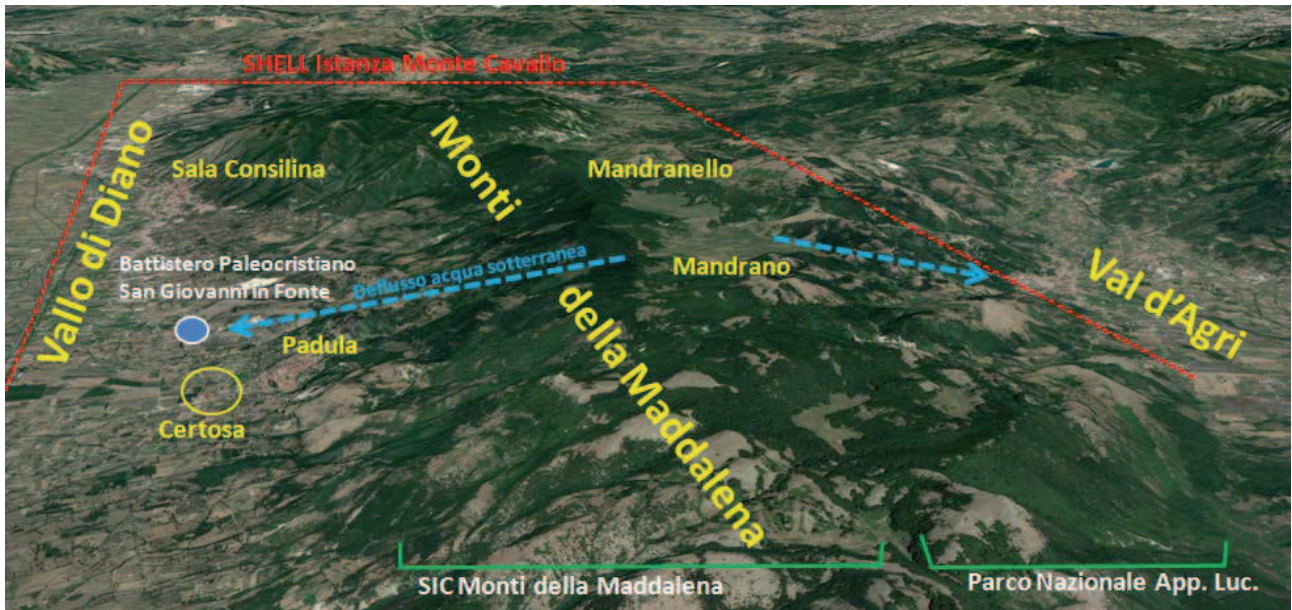 SHELL Istanza Monte Cavallo
Vallo di Diano
Sala Consilina
Monti
della Maddalena
Mandranello
Battistero Paleocristiano
San Giovanni in Fonte
Deflusso acqua sotterranea
Mandrano
Val d'Agri
Padula
Certosa
SIC Monti della Maddalena
Parco Nazionale App. Luc.